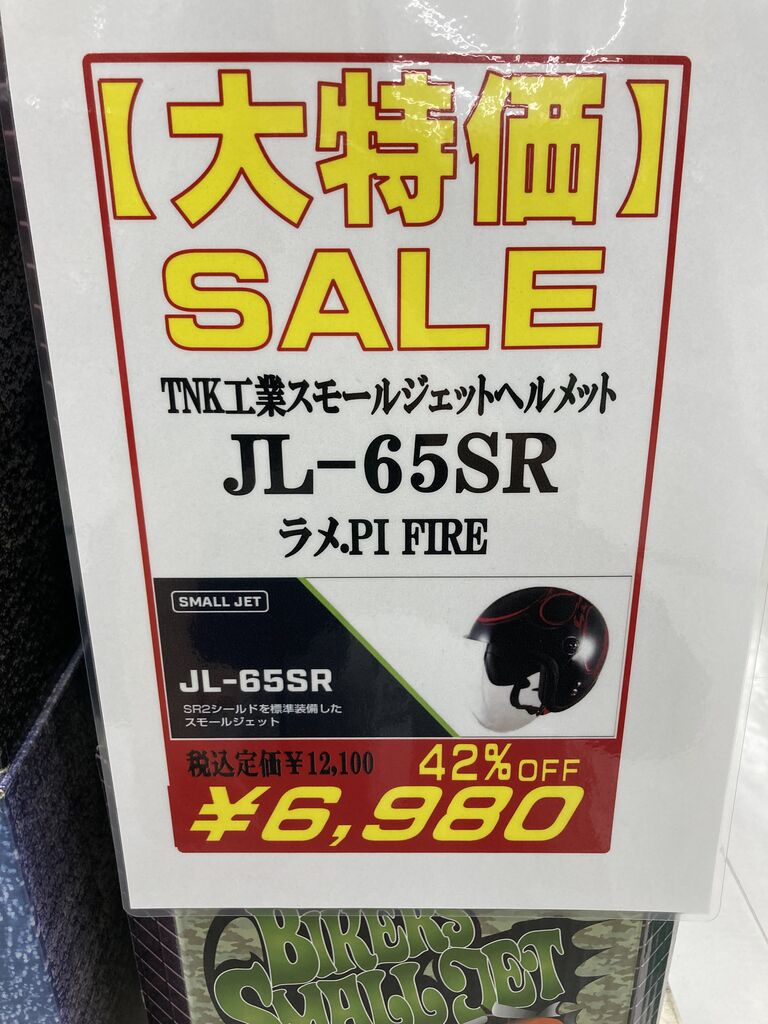 【大特価】
SALE
TNK工業スモールジェットヘルメット
JL-65SR
ラメ.PI FIRE
SMALL JET
JL-65SR
SR2シールドを標準装備した
スモールジェット
税込定価¥12,100 42%OFF
¥6,980
BIKERS
SMALL JET